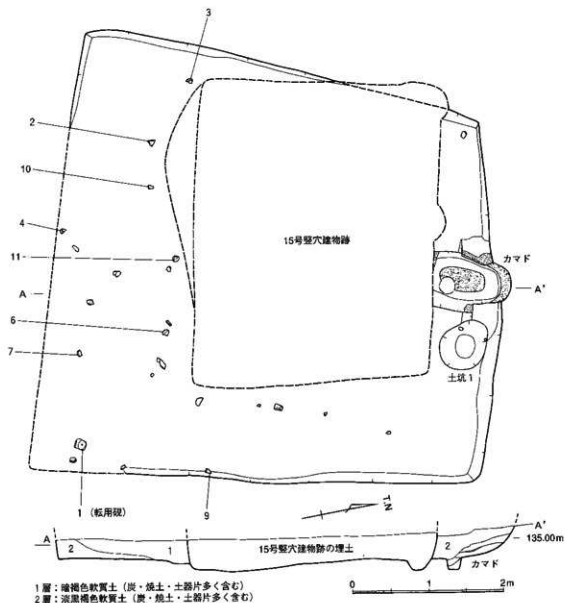 3
2
10
4
15号竪穴建物跡
11
カマド
A
A'
6
7
土坑1
1（転用硯）
9
T.N
A
A'
2
1
15号竪穴建物跡の埋土
2
135.00m
カマド
1層：暗褐色軟質土（炭・焼土・土器片多く含む）
2層：淡黒褐色軟質土（炭・焼土・土器片多く含む）
0
1
2m